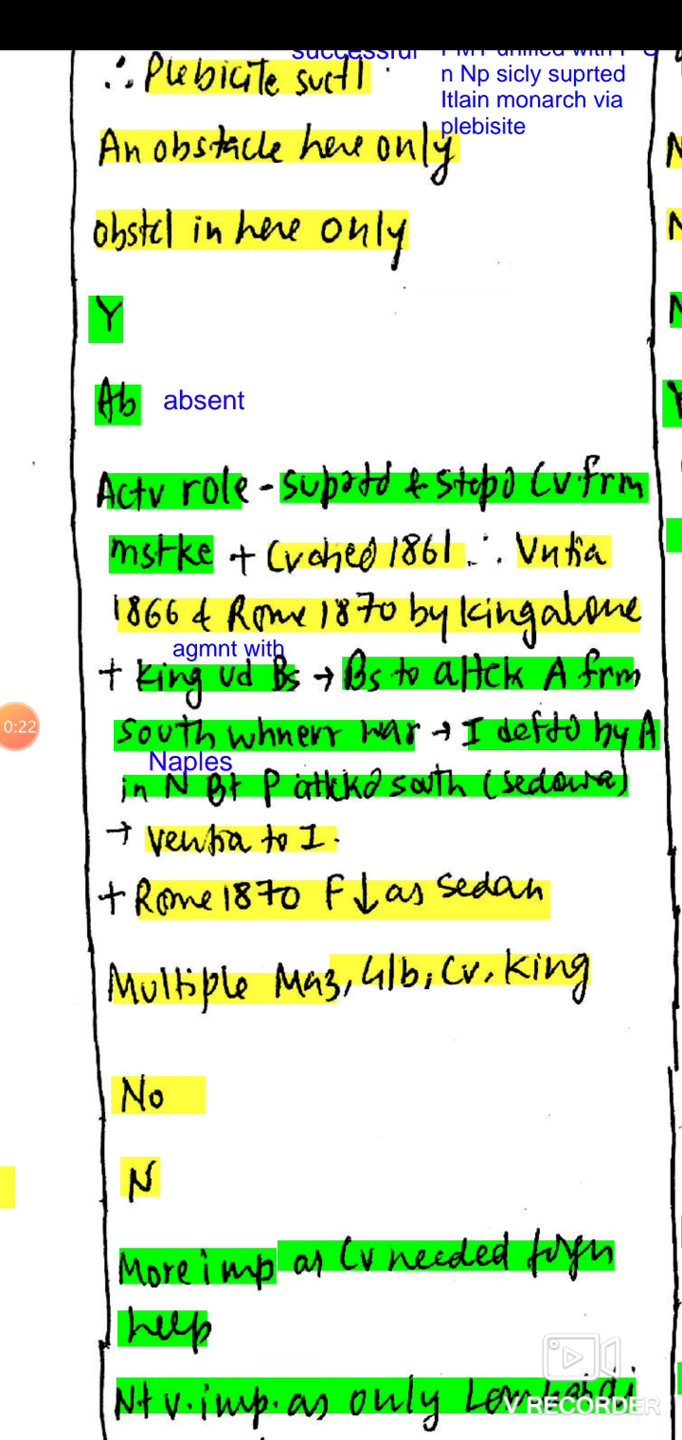 successful
∴ Plebicite suctl
n Np sicly suprted
Itlain monarch via
plebisite
An obstacle here only
obstcl in here only
Y
Ab absent
Actv role - supotd & stopd Cv frm
mstke + Cv dhed 1861 ∴ Vntia
1866 & Rome 1870 by king alone
agmnt with
+ king ud Bs → Bs to attck A frm
south whnevr war → I deftd by A
Naples
in N Bt P attckd south (sedowa)
→ Ventia to I.
+ Rome 1870 F ↓ as sedan
Multiple Maz, Glb, Cv, king
No
N
0:22
More imp as Cv needed forgn
help
Nt v. imp. as only Lombardi
V RECORDER